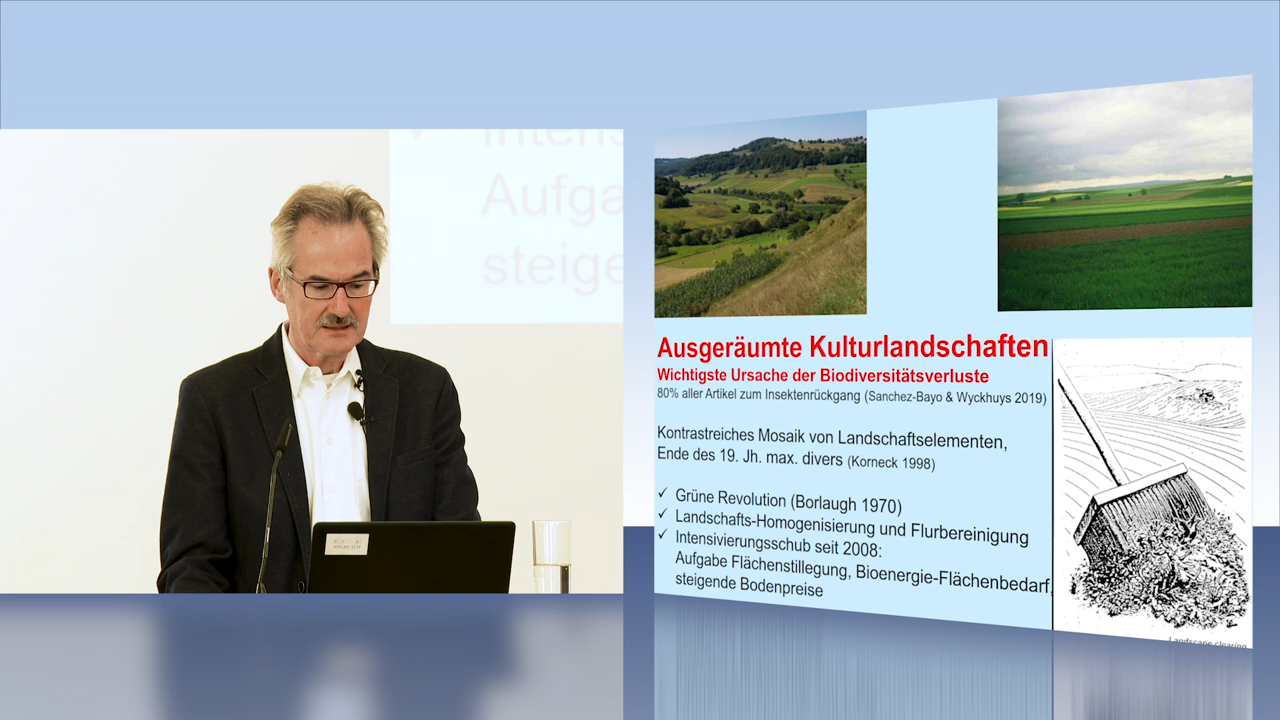 Intens
Aufga
steige
Ausgeräumte Kulturlandschaften
Wichtigste Ursache der Biodiversitätsverluste
80% aller Artikel zum Insektenrückgang (Sanchez-Bayo & Wyckhuys 2019)
Kontrastreiches Mosaik von Landschaftselementen,
Ende des 19. Jh. max. divers (Korneck 1998)
✓ Grüne Revolution (Borlaugh 1970)
✓ Landschafts-Homogenisierung und Flurbereinigung
✓ Intensivierungsschub seit 2008:
Aufgabe Flächenstillegung, Bioenergie-Flächenbedarf,
steigende Bodenpreise
Landscape clearing